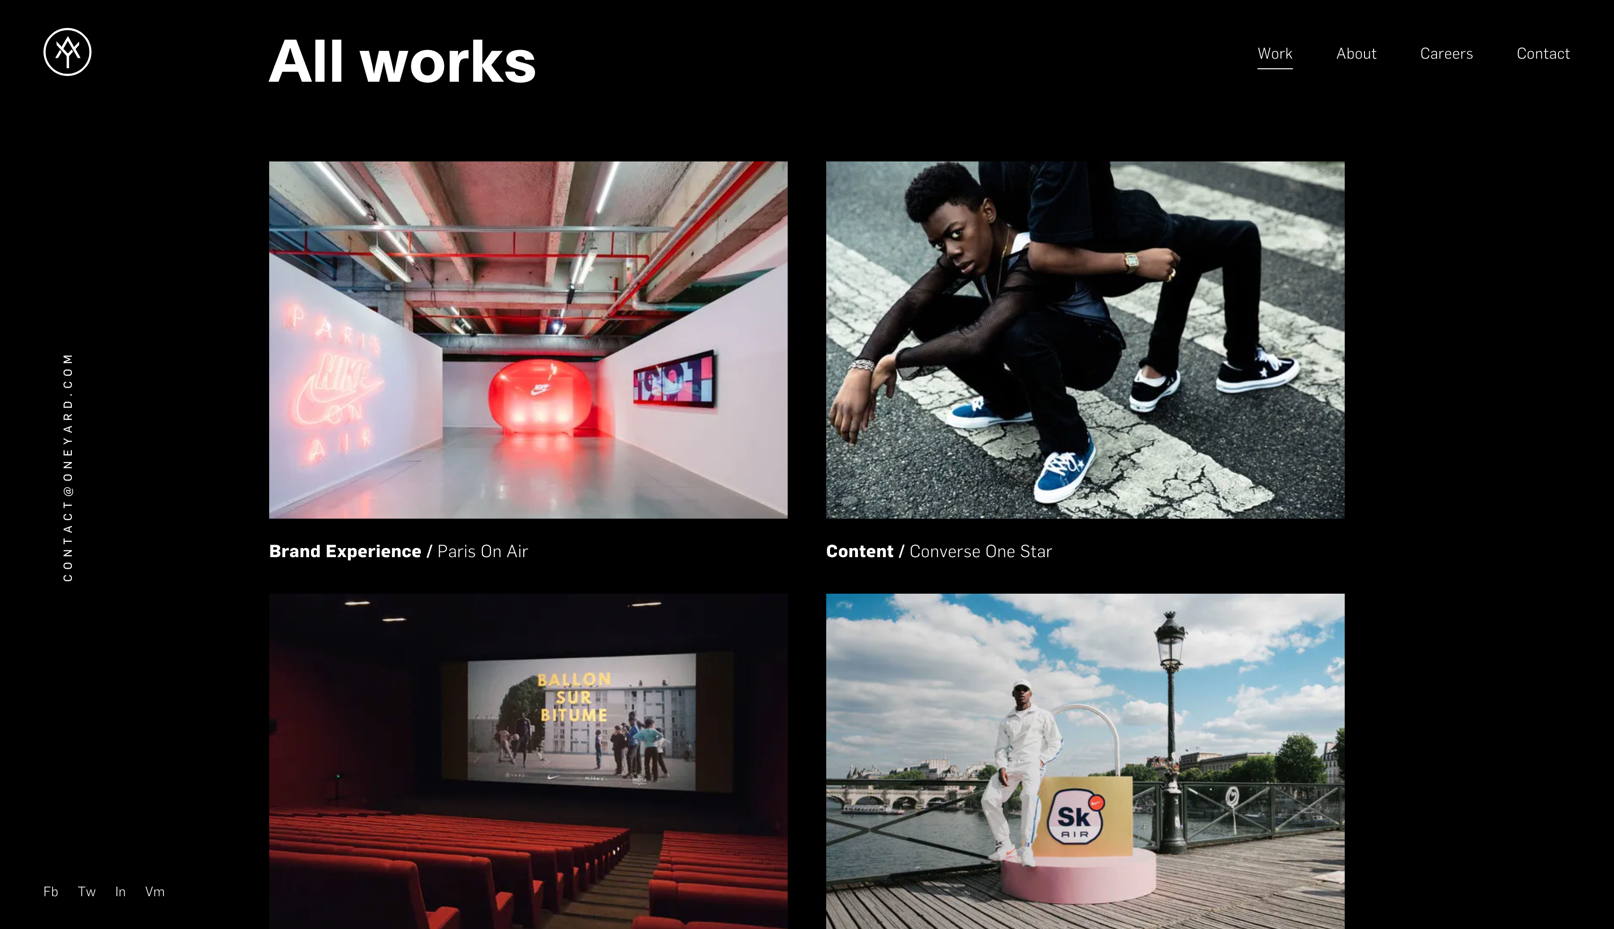 All works
Work
About
Careers
Contact
PARIS
NIKE
ON
AIR
NIKE
Brand Experience / Paris On Air
Content / Converse One Star
CONTACT@ONEYARD.COM
BALLON
SUR
BITUME
Sk
AIR
Fb
Tw
In
Vm